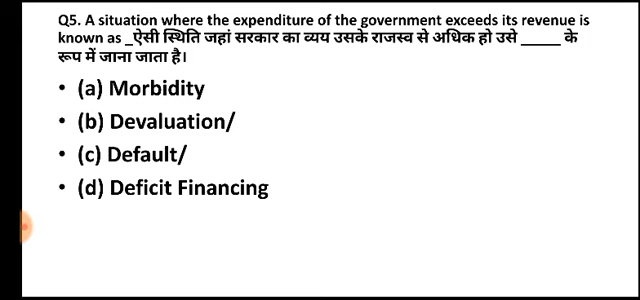 Q5. A situation where the expenditure of the government exceeds its revenue is
known as _ऐसी स्थिति जहां सरकार का व्यय उसके राजस्व से अधिक हो उसे _____ के
रूप में जाना जाता है।
• (a) Morbidity
• (b) Devaluation/
• (c) Default/
• (d) Deficit Financing